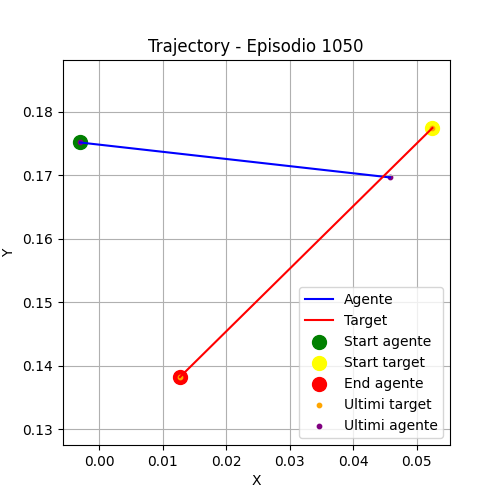 Trajectory - Episodio 1050
Y
0.18
0.17
0.16
0.15
0.14
0.13
Agente
Target
Start agente
Start target
End agente
Ultimi target
Ultimi agente
0.00 0.01 0.02 0.03 0.04 0.05
X